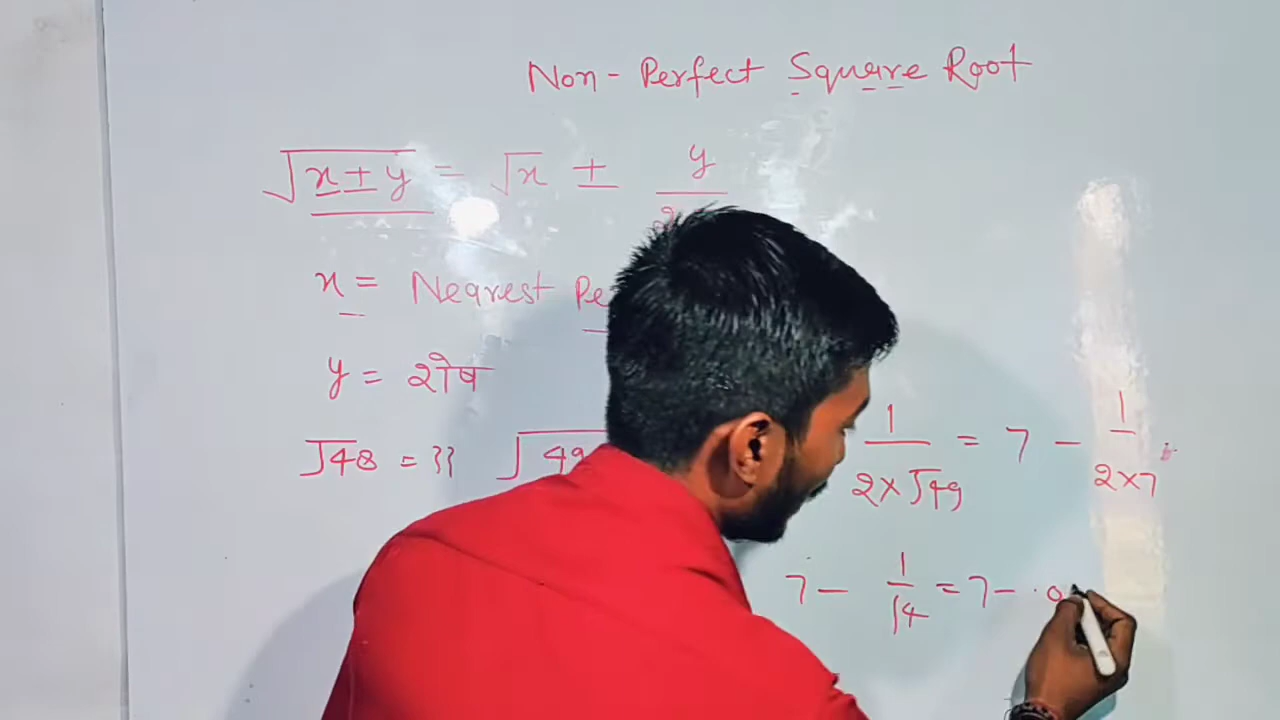 Non-Perfect Square Root
√(x ± y) = √x ± y/2
x = Nearest Pe
y = शेष
√48 = ?? √49 1/(2×√49) = 7 - 1/(2×7)
7 - 1/14 = 7 - .0